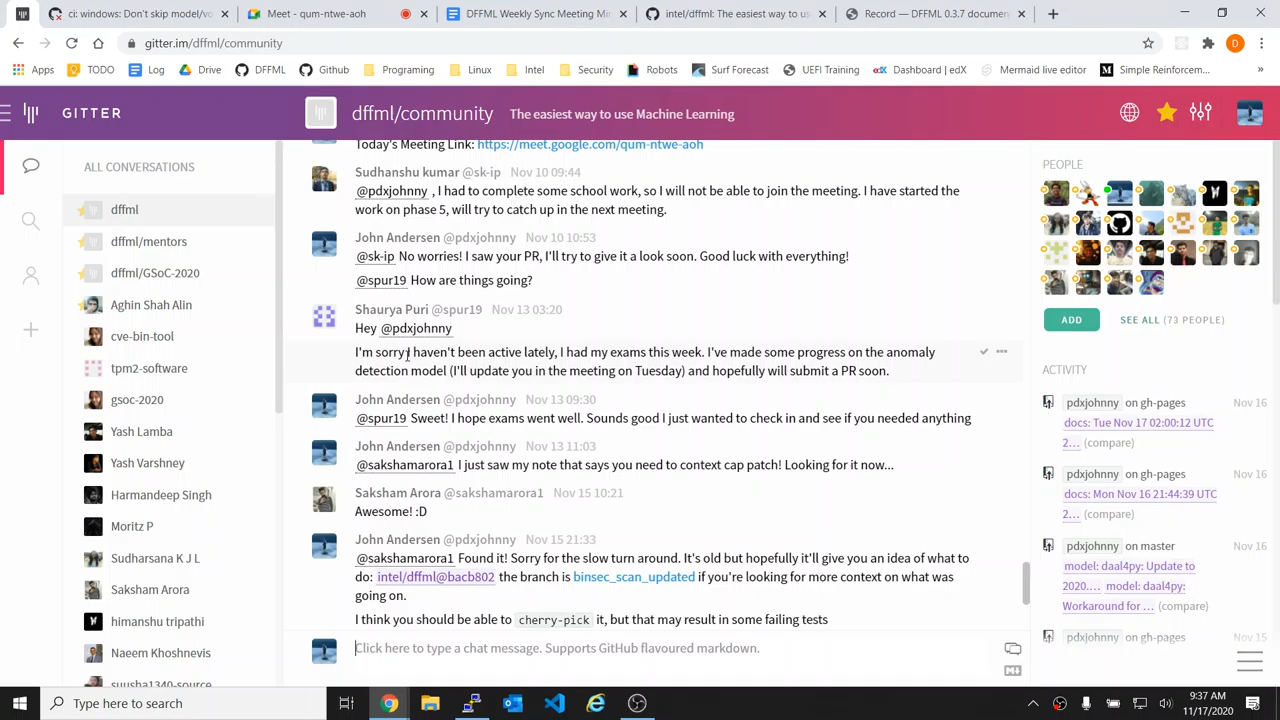 ci: windows: Don't skip model/vo
Meet - qum-ntwe-aoh
DFFML Weekly Sync Meeting Min
intel/dffml: The easiest way to us
Record — DFFML 0.3.7 documen
gitter.im/dffml/community
Apps
TODO
Log
Drive
DFFML
Github
Programing
Linux
Intel
Security
Robots
Surf Forecast
UEFI Training
Dashboard | edX
Mermaid live editor
Simple Reinforcem...
GITTER
dffml/community
The easiest way to use Machine Learning
ALL CONVERSATIONS
dffml
dffml/mentors
dffml/GSoC-2020
Aghin Shah Alin
cve-bin-tool
tpm2-software
gsoc-2020
Yash Lamba
Yash Varshney
Harmandeep Singh
Moritz P
Sudharsana K J L
Saksham Arora
himanshu tripathi
Naeem Khoshnevis
suusha1340-source
Today's Meeting Link: https://meet.google.com/qum-ntwe-aoh
Sudhanshu kumar @sk-ip Nov 10 09:44
@pdxjohnny , I had to complete some school work, so I will not be able to join the meeting. I have started the
work on phase 5, will try to catch up in the next meeting.
John Andersen @pdxjohnny Nov 10 10:53
@sk-ip No worries! I saw your PR, I'll try to give it a look soon. Good luck with everything!
@spur19 How are things going?
Shaurya Puri @spur19 Nov 13 03:20
Hey @pdxjohnny
I'm sorry I haven't been active lately, I had my exams this week. I've made some progress on the anomaly
detection model (I'll update you in the meeting on Tuesday) and hopefully will submit a PR soon.
John Andersen @pdxjohnny Nov 13 09:30
@spur19 Sweet! I hope exams went well. Sounds good I just wanted to check in and see if you needed anything
John Andersen @pdxjohnny Nov 13 11:03
@sakshamarora1 I just saw my note that says you need to context cap patch! Looking for it now...
Saksham Arora @sakshamarora1 Nov 15 10:21
Awesome! :D
John Andersen @pdxjohnny Nov 15 21:33
@sakshamarora1 Found it! Sorry for the slow turn around. It's old but hopefully it'll give you an idea of what to
do: intel/dffml@bacb802 the branch is binsec_scan_updated if you're looking for more context on what was
going on.
I think you should be able to cherry-pick it, but that may result in some failing tests
Click here to type a chat message. Supports GitHub flavoured markdown.
PEOPLE
ADD
SEE ALL (73 PEOPLE)
ACTIVITY
pdxjohnny on gh-pages Nov 16
docs: Tue Nov 17 02:00:12 UTC
2... (compare)
pdxjohnny on gh-pages Nov 16
docs: Mon Nov 16 21:44:39 UTC
2... (compare)
pdxjohnny on master Nov 16
model: daal4py: Update to
2020.... model: daal4py:
Workaround for ... (compare)
pdxjohnny on gh-pages Nov 15
Type here to search
9:37 AM
11/17/2020